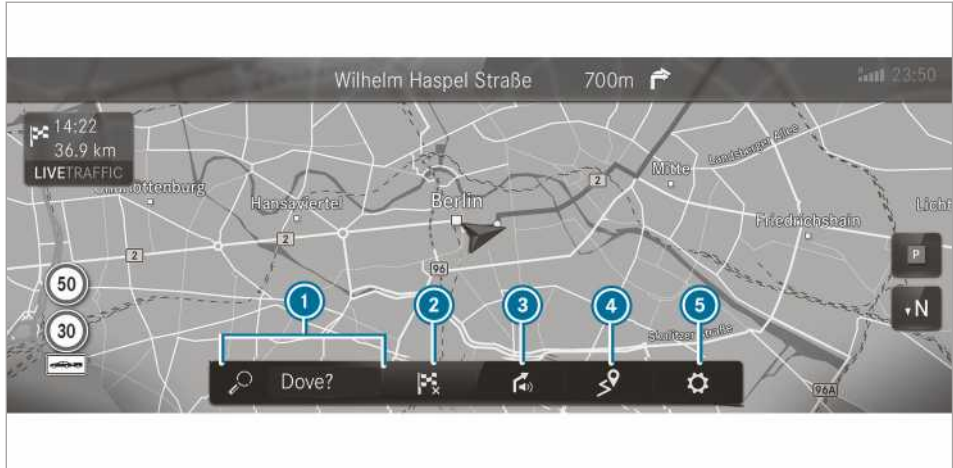 Wilhelm Haspel Straße 700m 23:50
14:22
36.9 km
LIVETRAFFIC
Charlottenburg
Hansaviertel
Berlin
Mitte
Landsberger Allee
Friedrichshain
Licht
2
2
2
96
P
N
50
30
1 2 3 4 5
Skalitzer Straße
Dove?
96A